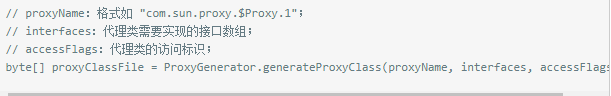 // proxyName：格式如 "com.sun.proxy.$Proxy.1"；
// interfaces：代理类需要实现的接口数组；
// accessFlags：代理类的访问标识；
byte[] proxyClassFile = ProxyGenerator.generateProxyClass(proxyName, interfaces, accessFlags